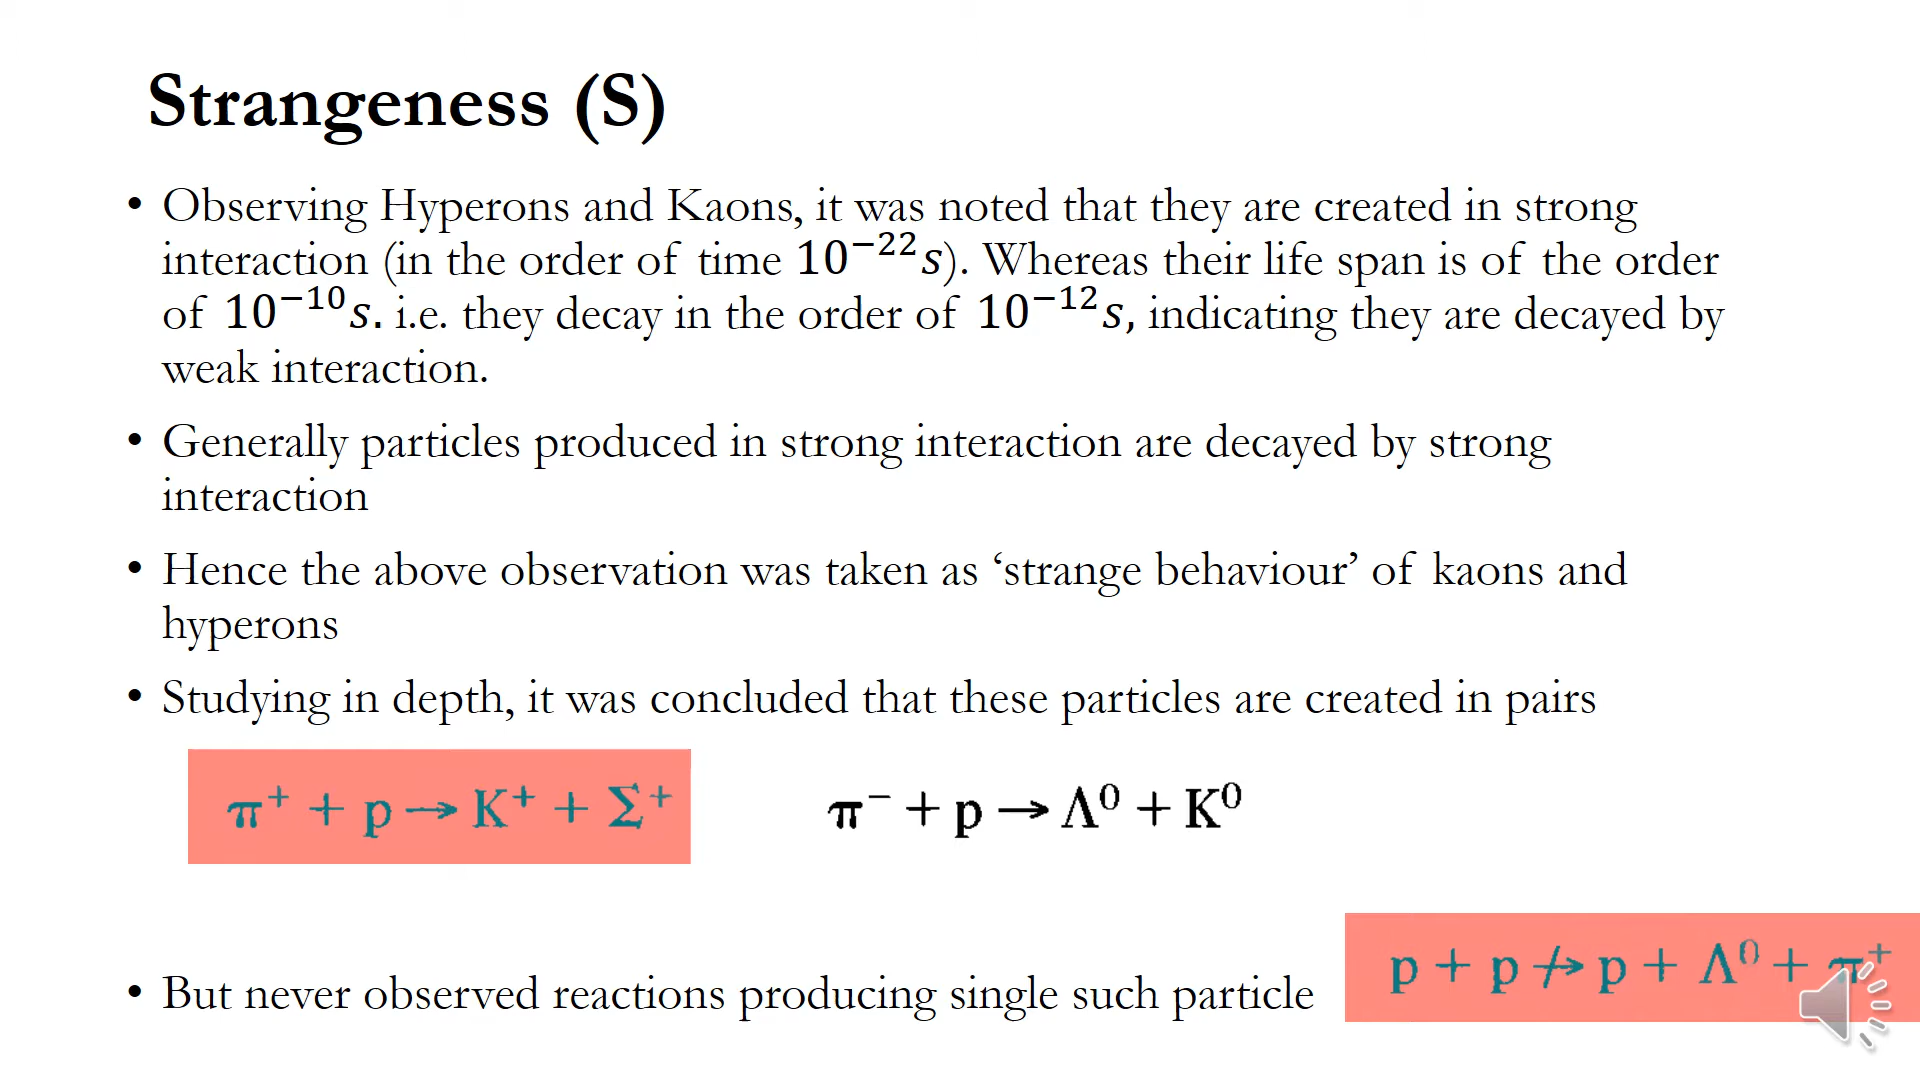 Strangeness (S)
• Observing Hyperons and Kaons, it was noted that they are created in strong
interaction (in the order of time 10⁻²²s). Whereas their life span is of the order
of 10⁻¹⁰s. i.e. they decay in the order of 10⁻¹²s, indicating they are decayed by
weak interaction.
• Generally particles produced in strong interaction are decayed by strong
interaction
• Hence the above observation was taken as ‘strange behaviour’ of kaons and
hyperons
• Studying in depth, it was concluded that these particles are created in pairs
π⁺ + p → K⁺ + Σ⁺
π⁻ + p → Λ⁰ + K⁰
p + p ↛ p + Λ⁰ + π⁺
• But never observed reactions producing single such particle